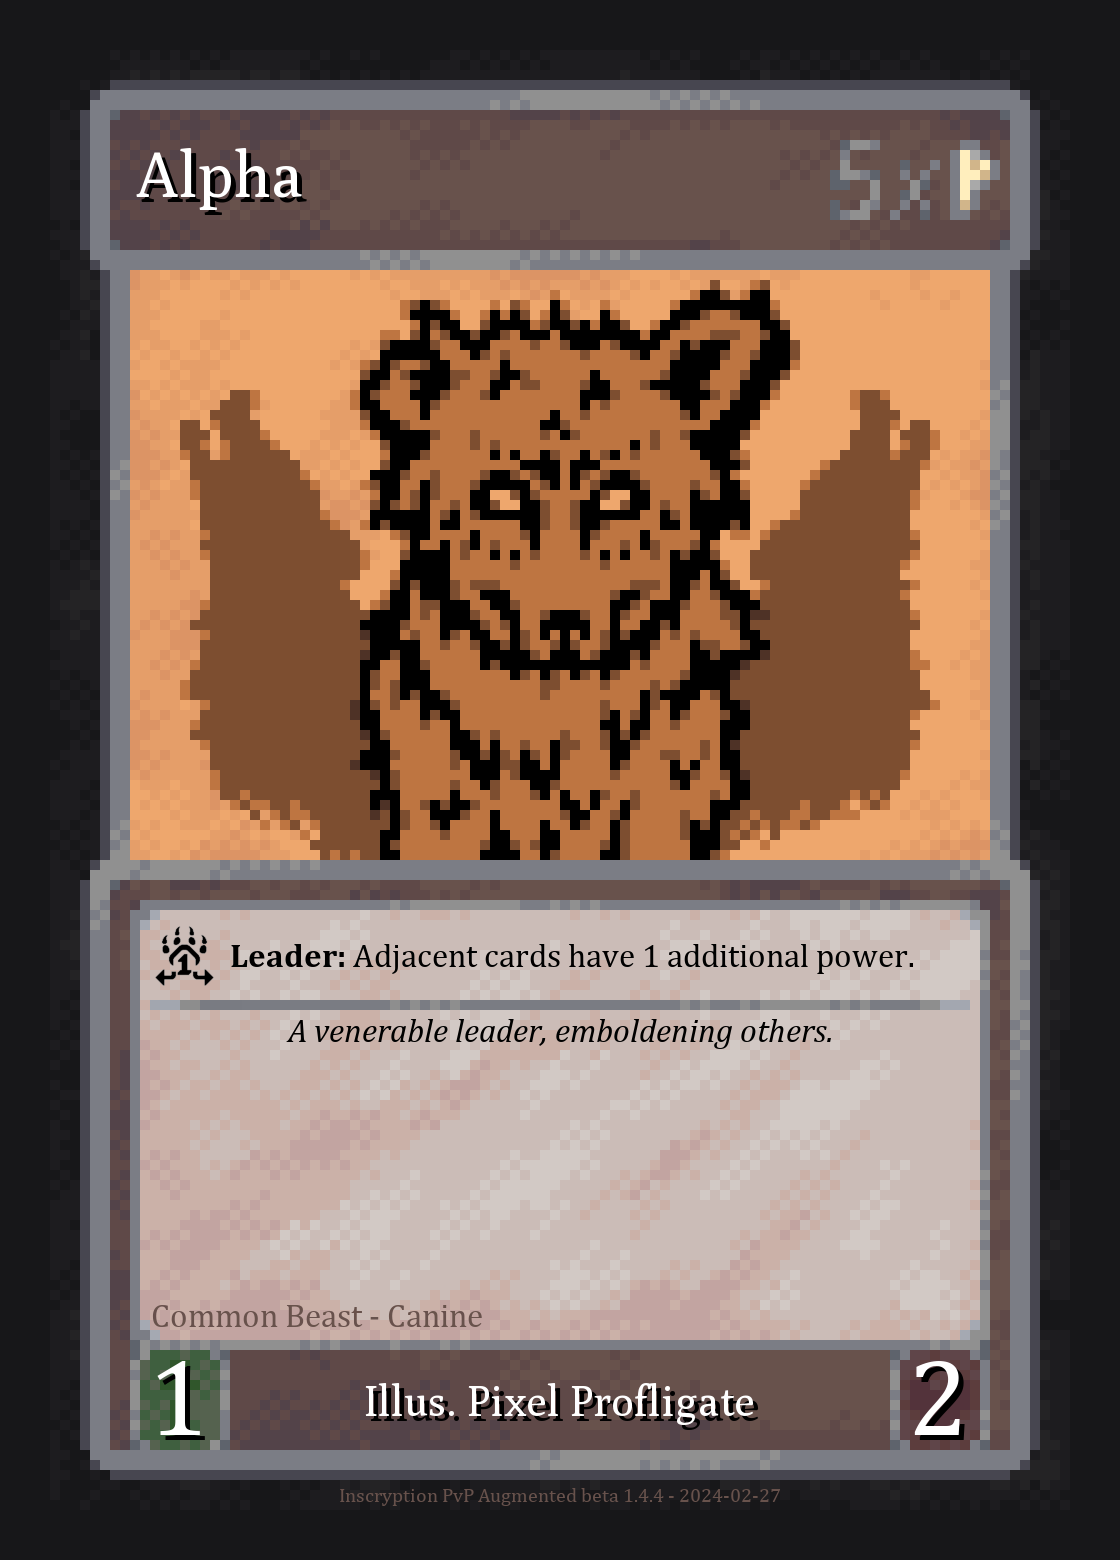 Alpha
5x
Leader: Adjacent cards have 1 additional power.
A venerable leader, emboldening others.
Common Beast - Canine
1
Illus. Pixel Profligate
2
Inscryption PvP Augmented beta 1.4.4 - 2024-02-27